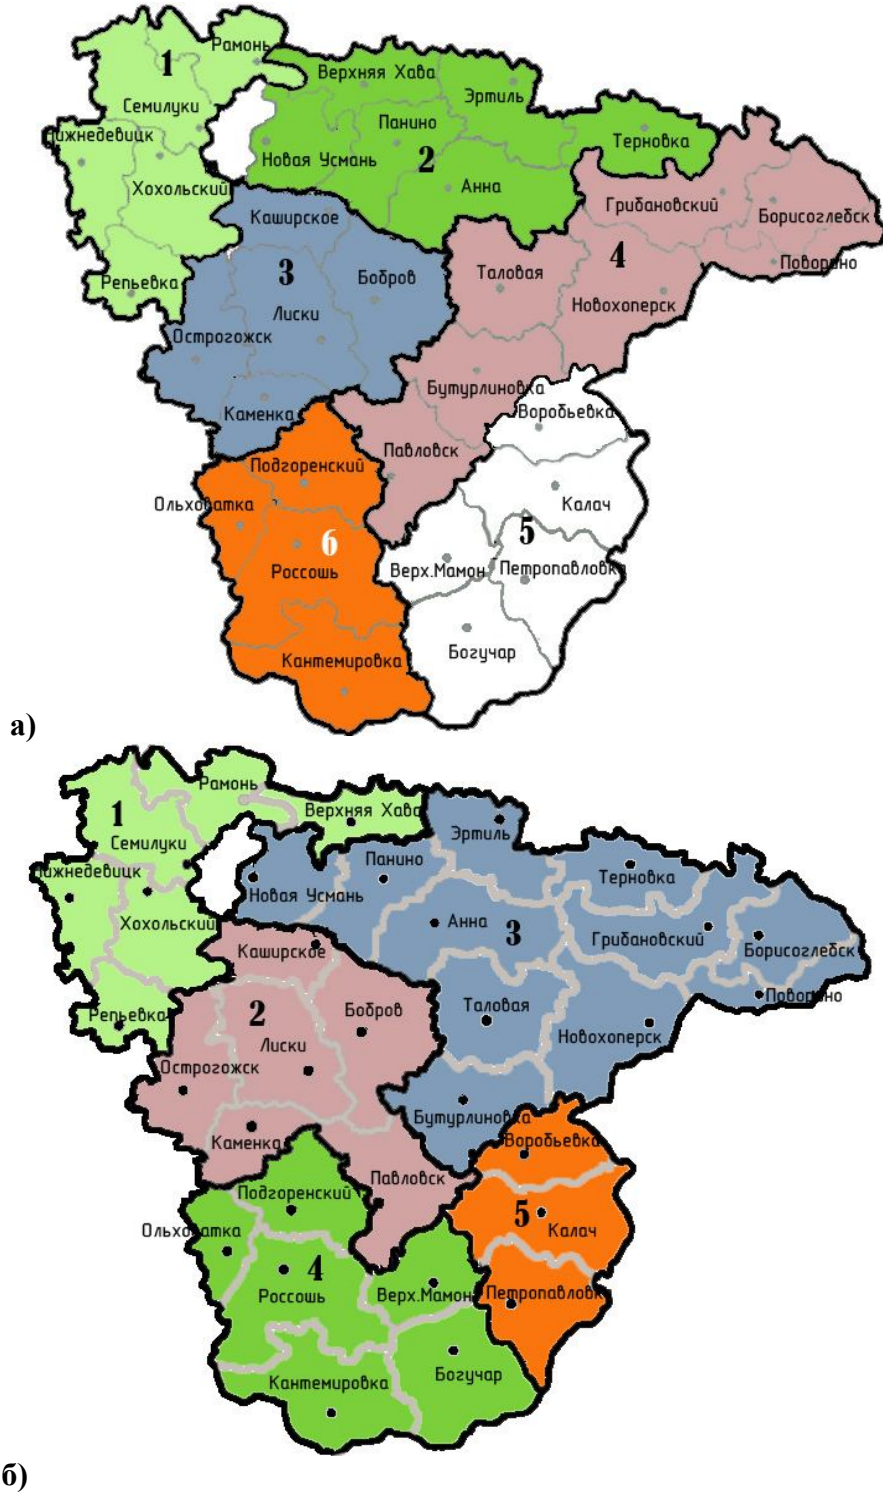 Рамонь
1
Верхняя Хава
Эртиль
Семилуки
Панино
Нижнедевицк
Терновка
Новая Усмань
2
Анна
Хохольский
Грибановский
Каширское
Борисоглебск
4
Поворино
3
Бобров
Таловая
Репьевка
Новохоперск
Лиски
Острогожск
Бутурлиновка
Каменка
Воробьевка
Павловск
Подгоренский
Ольховатка
Калач
5
6
Россошь
Верх.Мамон
Петропавловка
Богучар
Кантемировка
а)
Рамонь
1
Верхняя Хава
Эртиль
Семилуки
Панино
Нижнедевицк
Терновка
Новая Усмань
Анна
Хохольский
3
Грибановский
Каширское
Борисоглебск
Поворино
2
Бобров
Таловая
Репьевка
Новохоперск
Лиски
Острогожск
Бутурлиновка
Каменка
Воробьевка
Павловск
Подгоренский
Ольховатка
5
Калач
4
Россошь
Верх.Мамон
Петропавловка
Богучар
Кантемировка
б)